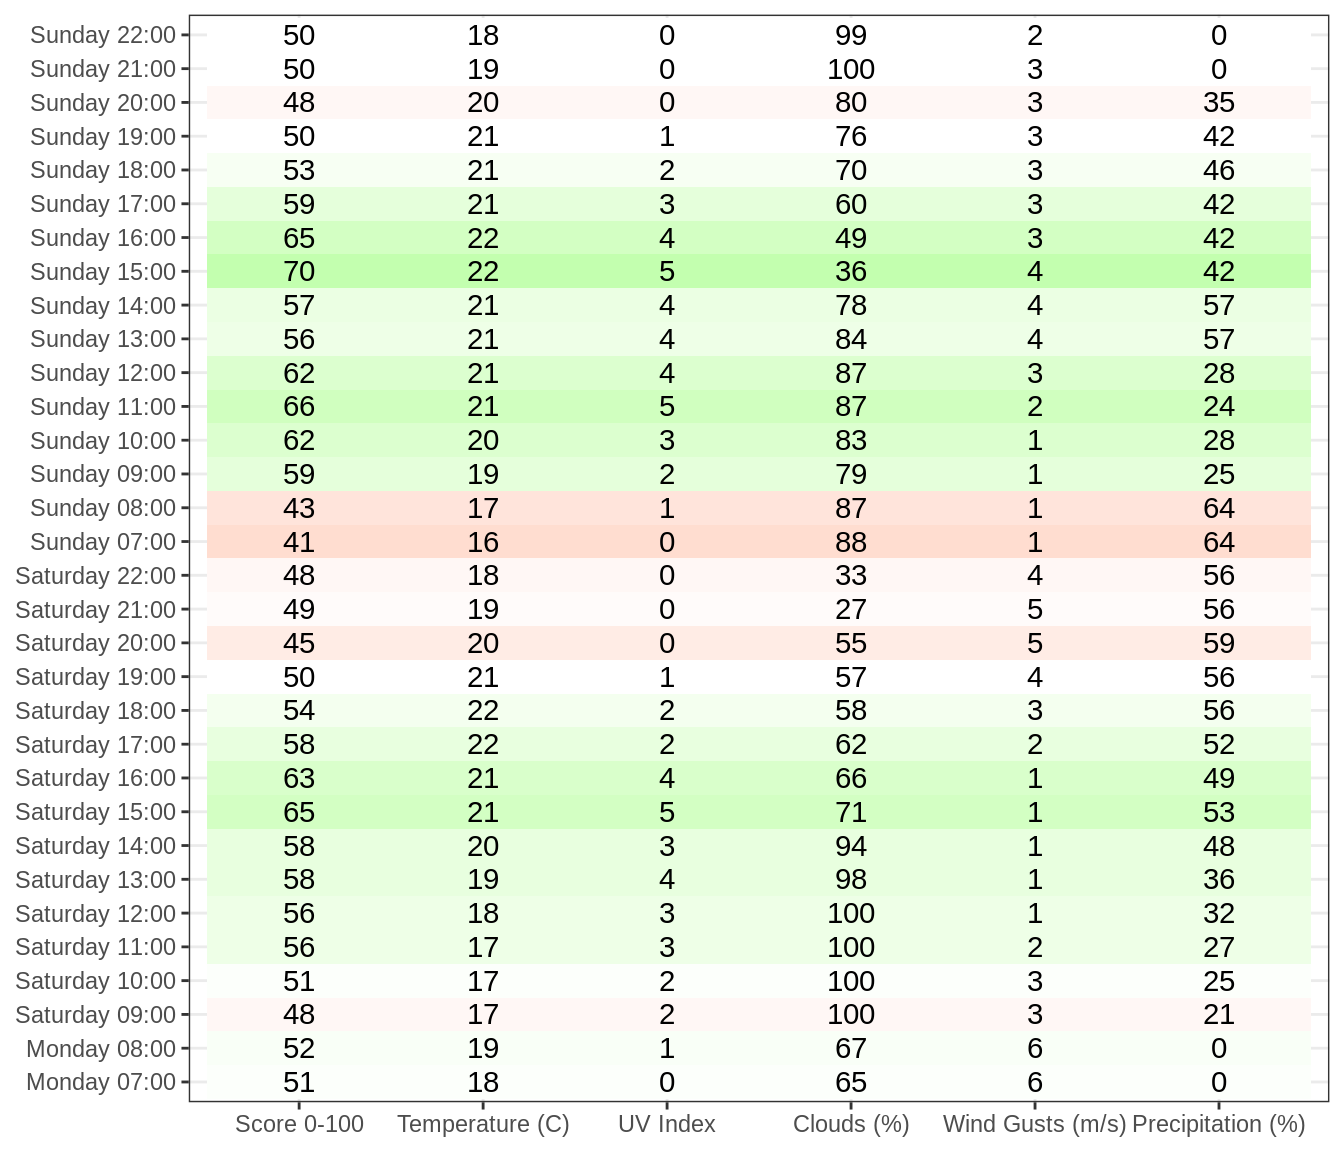 Sunday 22:00 50 18 0 99 2 0
Sunday 21:00 50 19 0 100 3 0
Sunday 20:00 48 20 0 80 3 35
Sunday 19:00 50 21 1 76 3 42
Sunday 18:00 53 21 2 70 3 46
Sunday 17:00 59 21 3 60 3 42
Sunday 16:00 65 22 4 49 3 42
Sunday 15:00 70 22 5 36 4 42
Sunday 14:00 57 21 4 78 4 57
Sunday 13:00 56 21 4 84 4 57
Sunday 12:00 62 21 4 87 3 28
Sunday 11:00 66 21 5 87 2 24
Sunday 10:00 62 20 3 83 1 28
Sunday 09:00 59 19 2 79 1 25
Sunday 08:00 43 17 1 87 1 64
Sunday 07:00 41 16 0 88 1 64
Saturday 22:00 48 18 0 33 4 56
Saturday 21:00 49 19 0 27 5 56
Saturday 20:00 45 20 0 55 5 59
Saturday 19:00 50 21 1 57 4 56
Saturday 18:00 54 22 2 58 3 56
Saturday 17:00 58 22 2 62 2 52
Saturday 16:00 63 21 4 66 1 49
Saturday 15:00 65 21 5 71 1 53
Saturday 14:00 58 20 3 94 1 48
Saturday 13:00 58 19 4 98 1 36
Saturday 12:00 56 18 3 100 1 32
Saturday 11:00 56 17 3 100 2 27
Saturday 10:00 51 17 2 100 3 25
Saturday 09:00 48 17 2 100 3 21
Monday 08:00 52 19 1 67 6 0
Monday 07:00 51 18 0 65 6 0
Score 0-100 Temperature (C) UV Index Clouds (%) Wind Gusts (m/s) Precipitation (%)